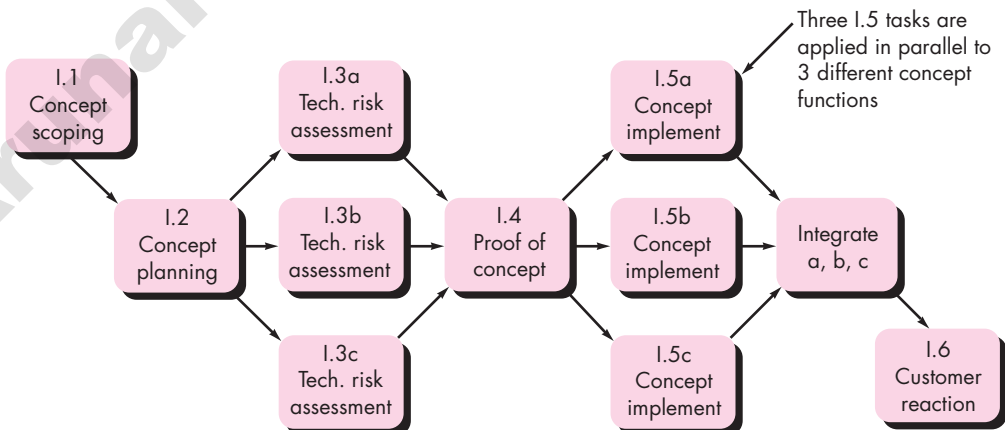 Three I.5 tasks are
applied in parallel to
3 different concept
functions
I.1
Concept
scoping
I.2
Concept
planning
I.3a
Tech. risk
assessment
I.3b
Tech. risk
assessment
I.3c
Tech. risk
assessment
I.4
Proof of
concept
I.5a
Concept
implement
I.5b
Concept
implement
I.5c
Concept
implement
Integrate
a, b, c
I.6
Customer
reaction